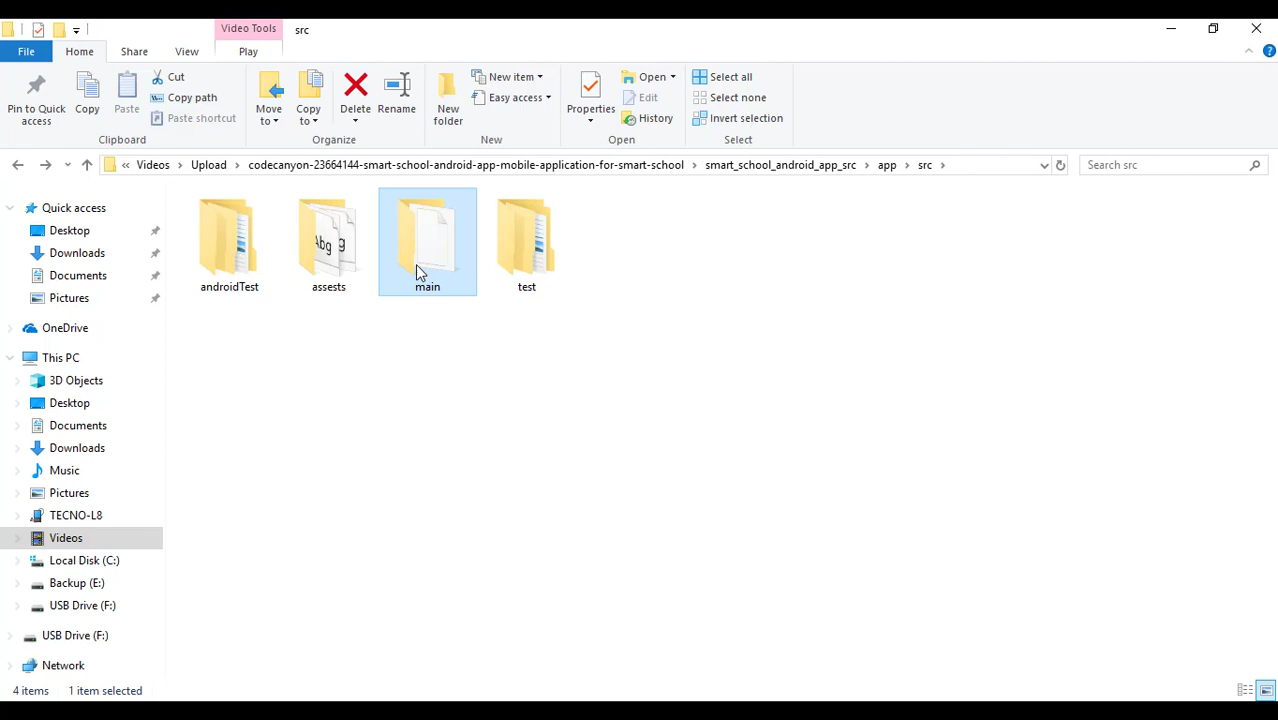 Video Tools
src
File
Home
Share
View
Play
Pin to Quick access
Copy
Paste
Cut
Copy path
Paste shortcut
Clipboard
Move to
Copy to
Delete
Rename
Organize
New folder
New item
Easy access
New
Properties
Open
Edit
History
Open
Select all
Select none
Invert selection
Select
« Videos > Upload > codecanyon-23664144-smart-school-android-app-mobile-application-for-smart-school > smart_school_android_app_src > app > src >
Search src
Quick access
Desktop
Downloads
Documents
Pictures
OneDrive
This PC
3D Objects
Desktop
Documents
Downloads
Music
Pictures
TECNO-L8
Videos
Local Disk (C:)
Backup (E:)
USB Drive (F:)
USB Drive (F:)
Network
Abg
g
androidTest
assests
main
test
4 items
1 item selected